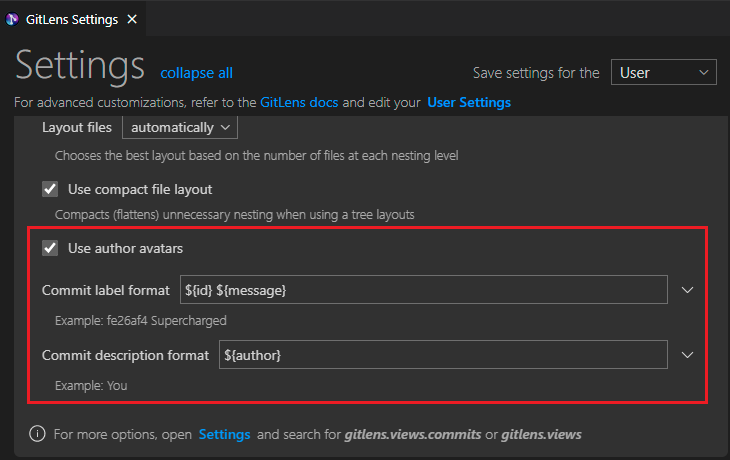 GitLens Settings
Settings collapse all Save settings for the User
For advanced customizations, refer to the GitLens docs and edit your User Settings
Layout files automatically
Chooses the best layout based on the number of files at each nesting level
Use compact file layout
Compacts (flattens) unnecessary nesting when using a tree layouts
Use author avatars
Commit label format ${id} ${message}
Example: fe26af4 Supercharged
Commit description format ${author}
Example: You
For more options, open Settings and search for gitlens.views.commits or gitlens.views